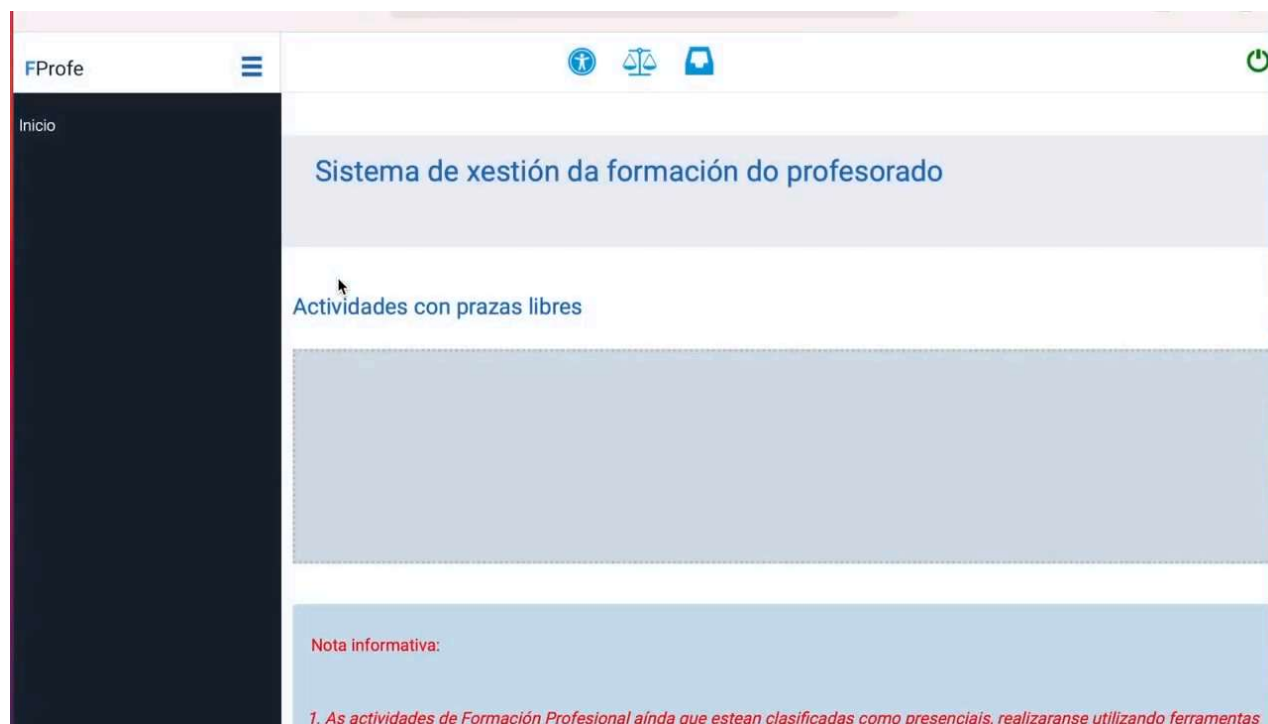 FProfe
Inicio
Sistema de xestión da formación do profesorado
Actividades con prazas libres
Nota informativa:
1. As actividades de Formación Profesional aínda que estean clasificadas como presenciais, realizaranse utilizando ferramentas